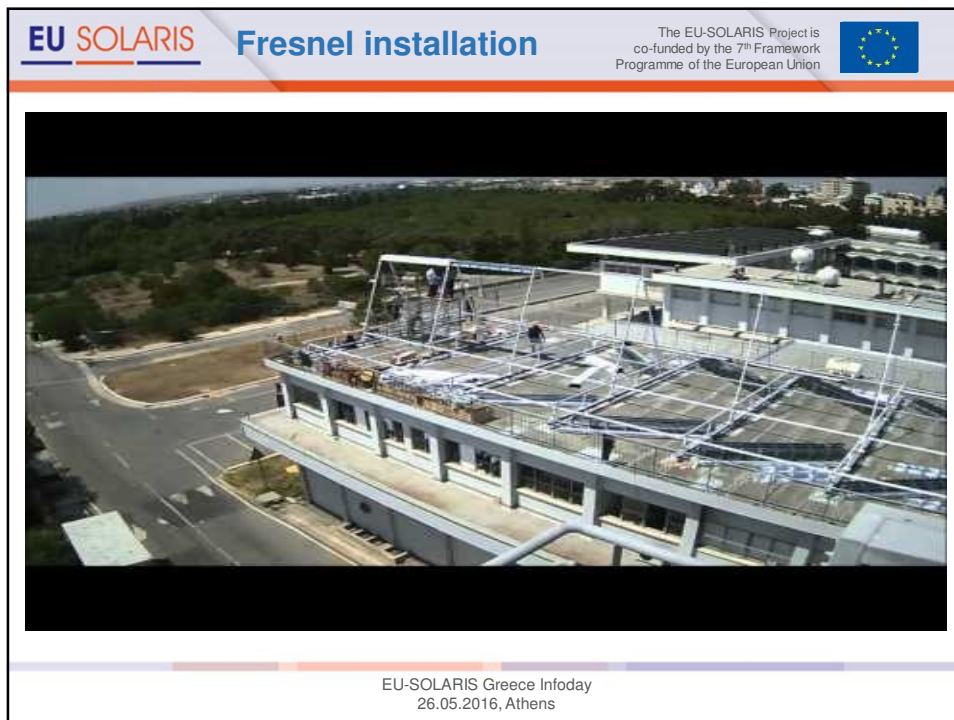 EU SOLARIS
Fresnel installation
The EU-SOLARIS Project is
co-funded by the 7th Framework
Programme of the European Union
EU-SOLARIS Greece Infoday
26.05.2016, Athens